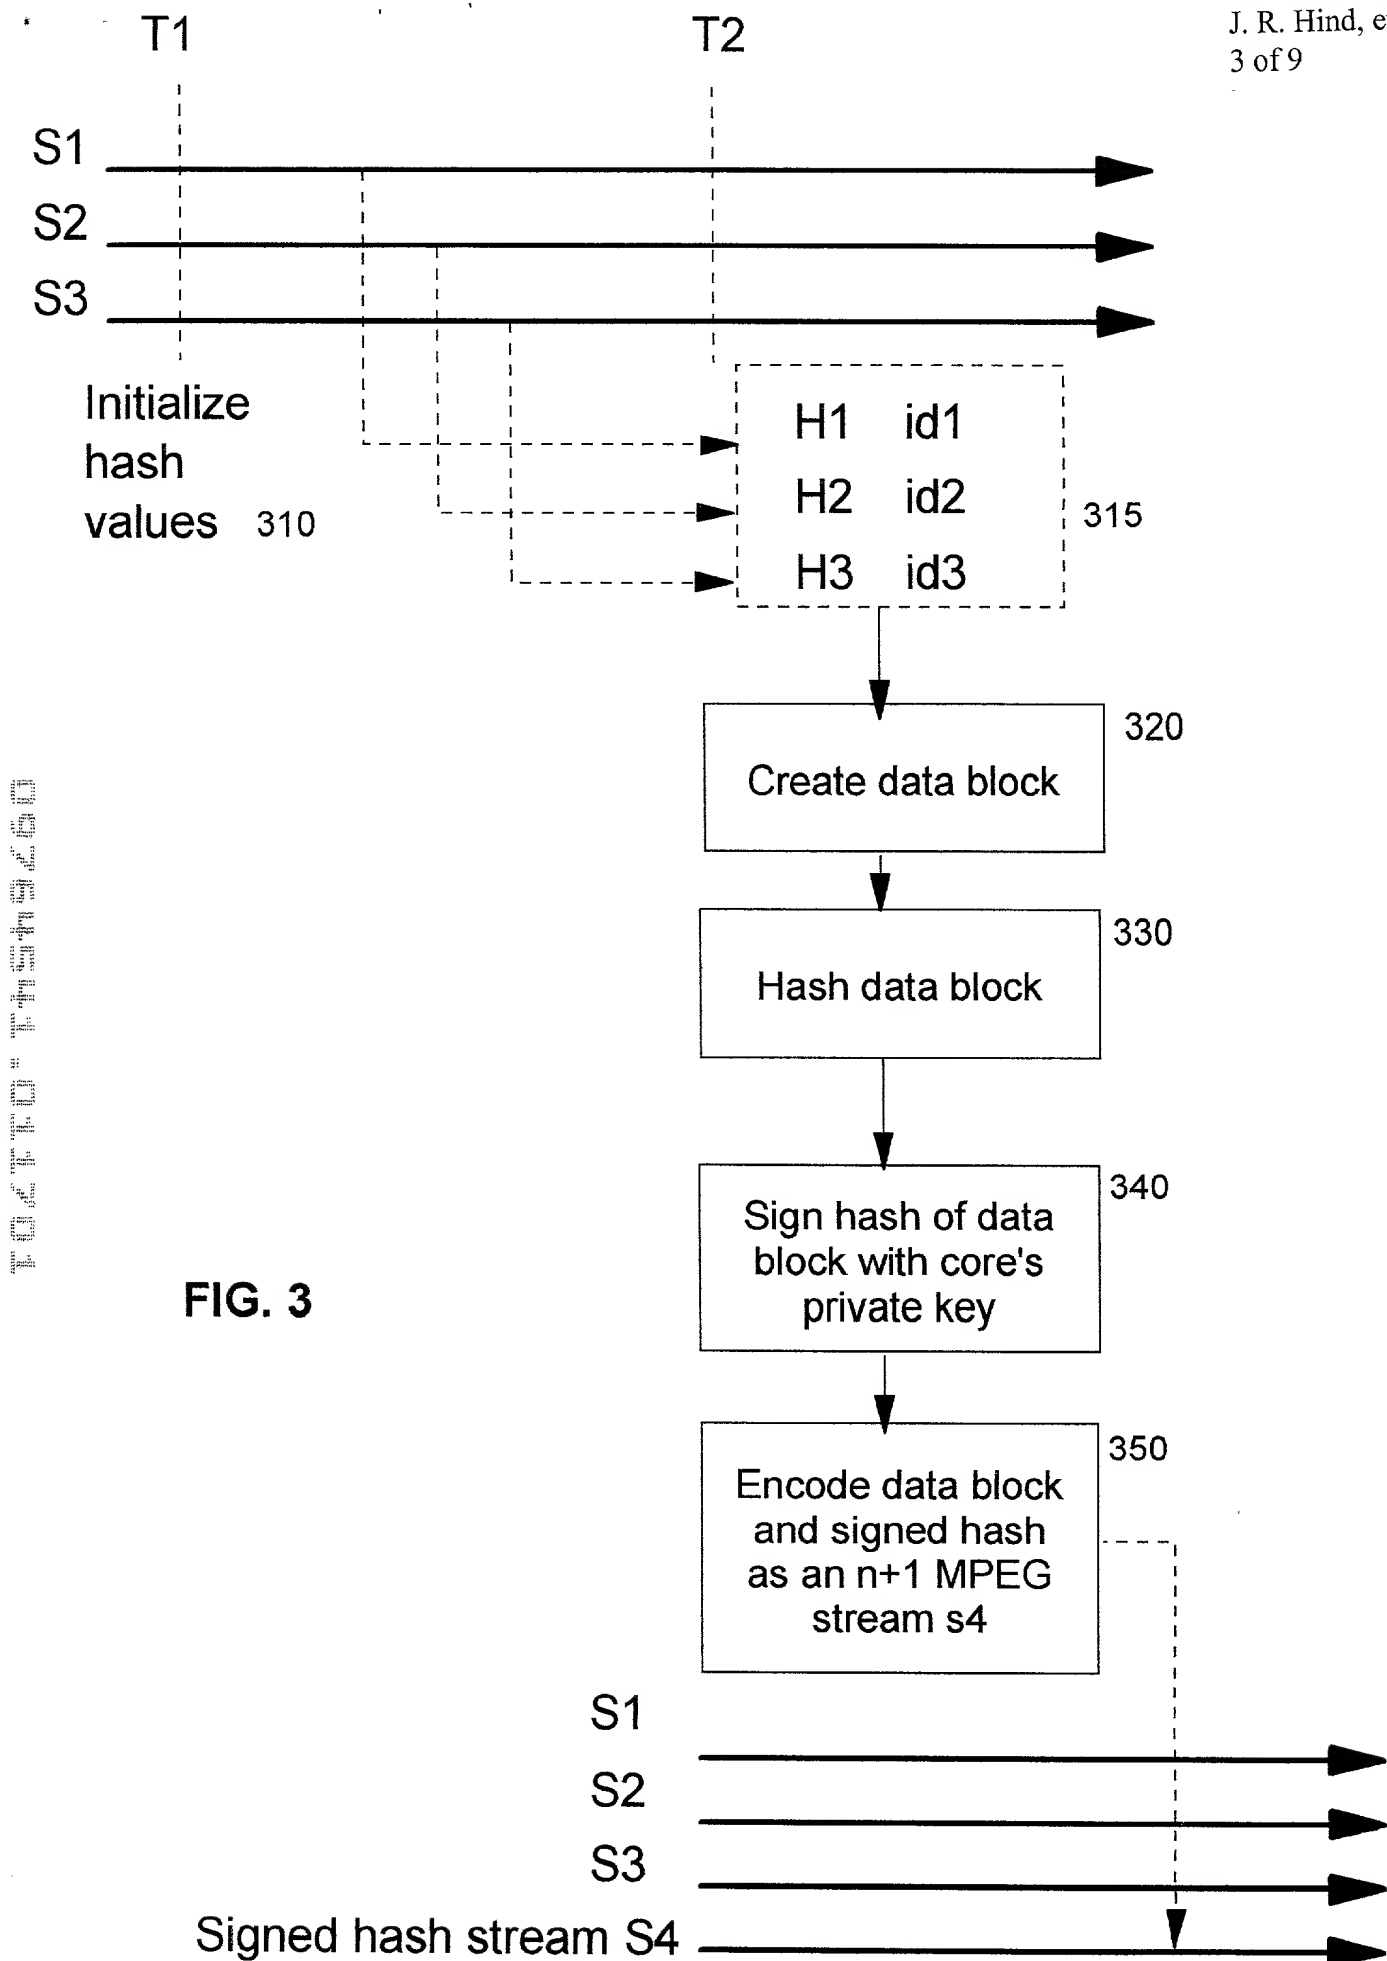 J. R. Hind, e
3 of 9
T1 T2
S1
S2
S3
Initialize
hash
values 310
H1 id1
H2 id2
H3 id3
315
320
Create data block
330
Hash data block
340
Sign hash of data
block with core's
private key
FIG. 3
350
Encode data block
and signed hash
as an n+1 MPEG
stream s4
S1
S2
S3
Signed hash stream S4